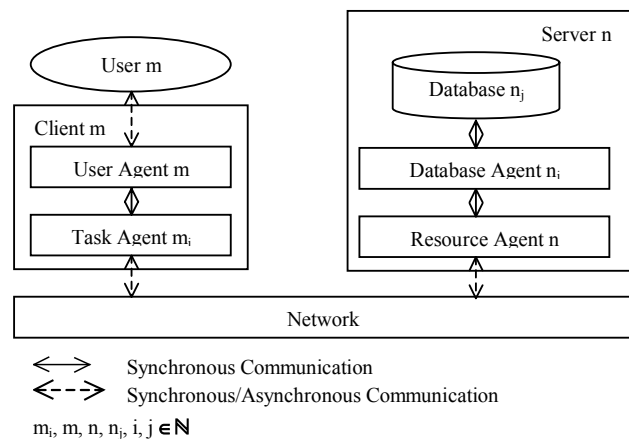 User m
Client m
User Agent m
Task Agent mᵢ
Server n
Database nⱼ
Database Agent nⱼ
Resource Agent n
Network
Synchronous Communication
Synchronous/Asynchronous Communication
mᵢ, m, n, nⱼ, i, j ∈ ℕ